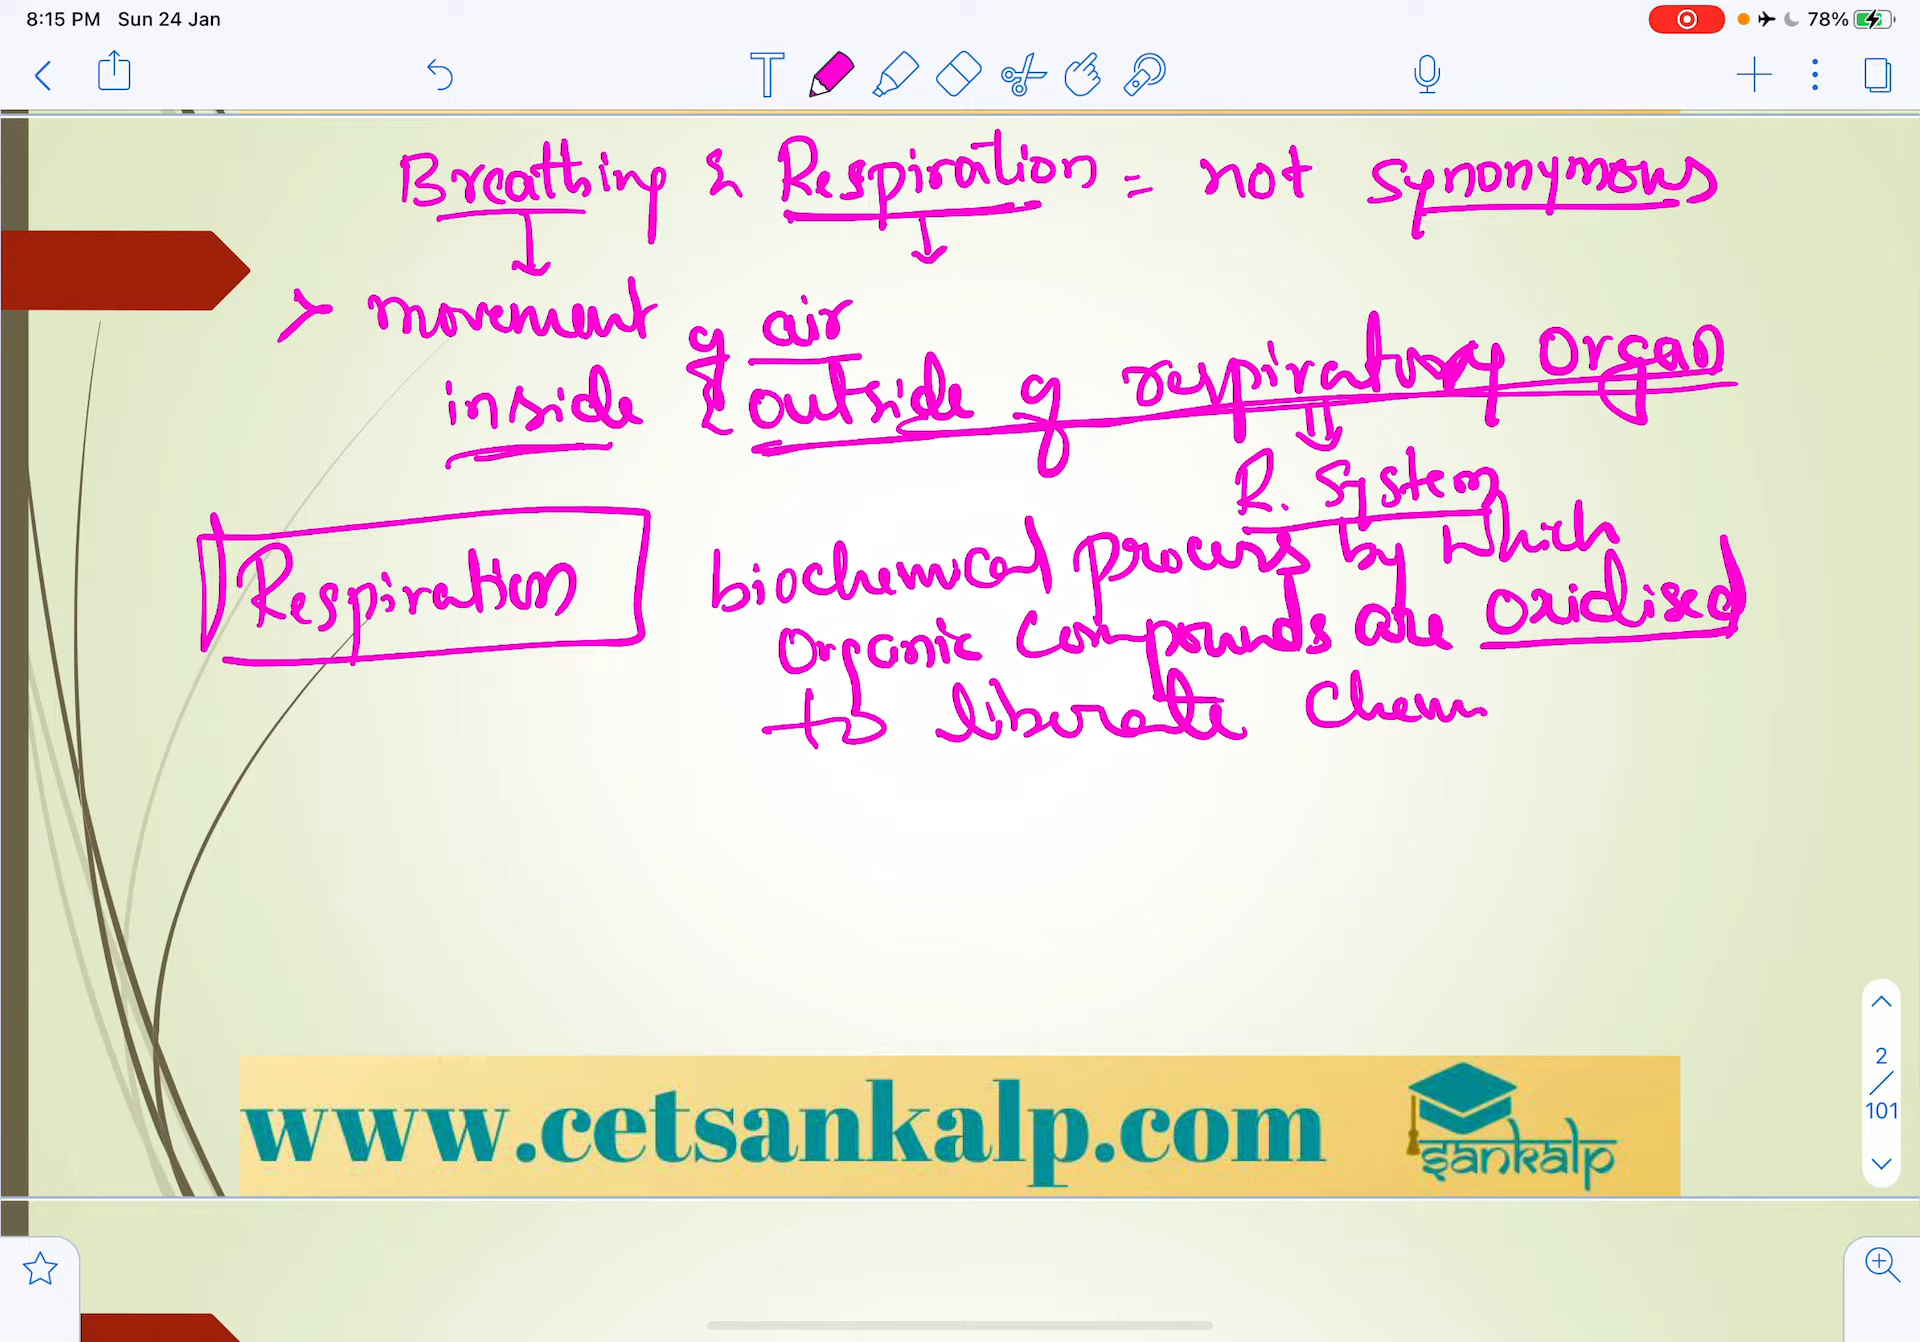 8:15 PM Sun 24 Jan
78%
Breathing & Respiration = not synonymous
movement of air
inside & outside of respiratory organ
R. System
Respiration
biochemical process by which
organic compounds are oxidised
to liberate chem
2
101
www.cetsankalp.com
sankalp